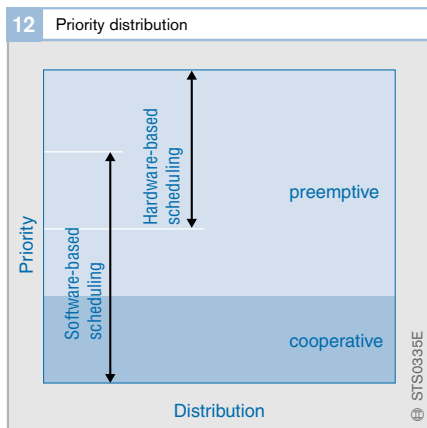 12 Priority distribution
Hardware-based
scheduling
preemptive
Priority
Software-based
scheduling
cooperative
Distribution
STS0335E